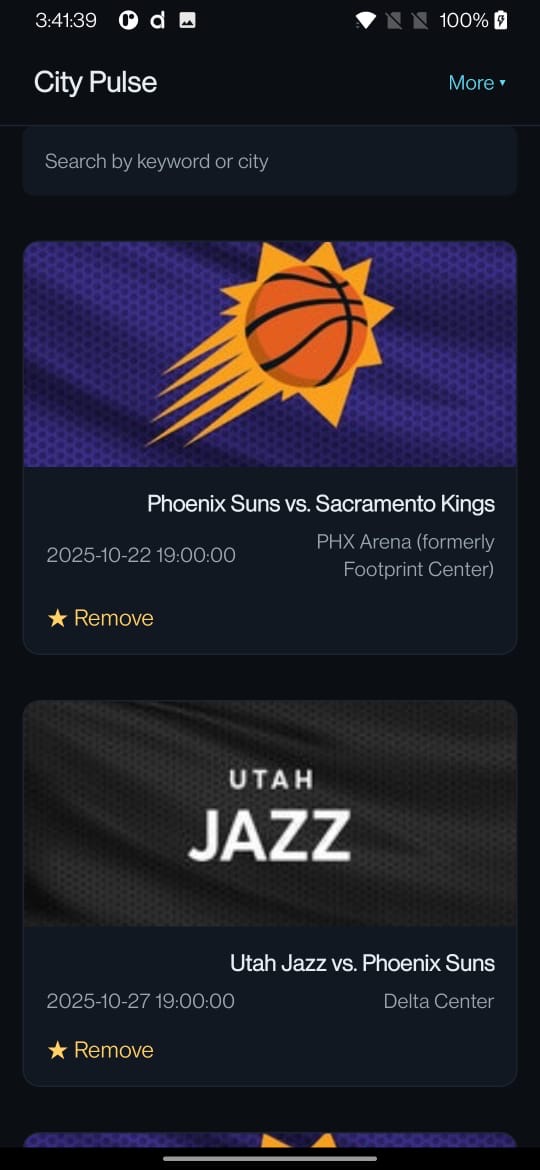 3:41:39
100%
City Pulse
More ▾
Search by keyword or city
Phoenix Suns vs. Sacramento Kings
2025-10-22 19:00:00
PHX Arena (formerly
Footprint Center)
★ Remove
UTAH
JAZZ
Utah Jazz vs. Phoenix Suns
2025-10-27 19:00:00
Delta Center
★ Remove